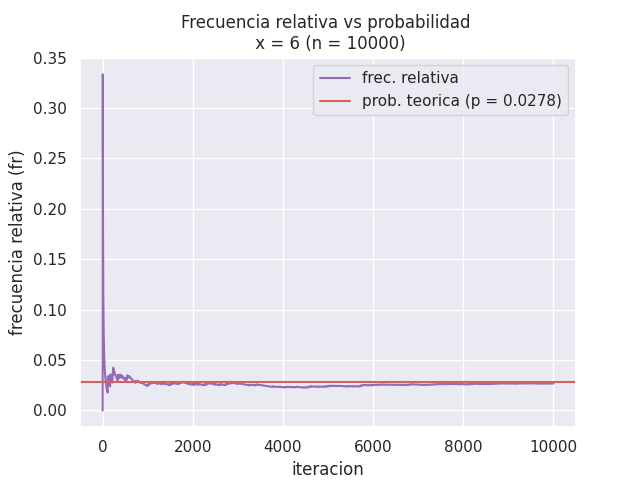 Frecuencia relativa vs probabilidad
x = 6 (n = 10000)
frec. relativa
prob. teorica (p = 0.0278)
frecuencia relativa (fr)
0.35
0.30
0.25
0.20
0.15
0.10
0.05
0.00
0 2000 4000 6000 8000 10000
iteracion